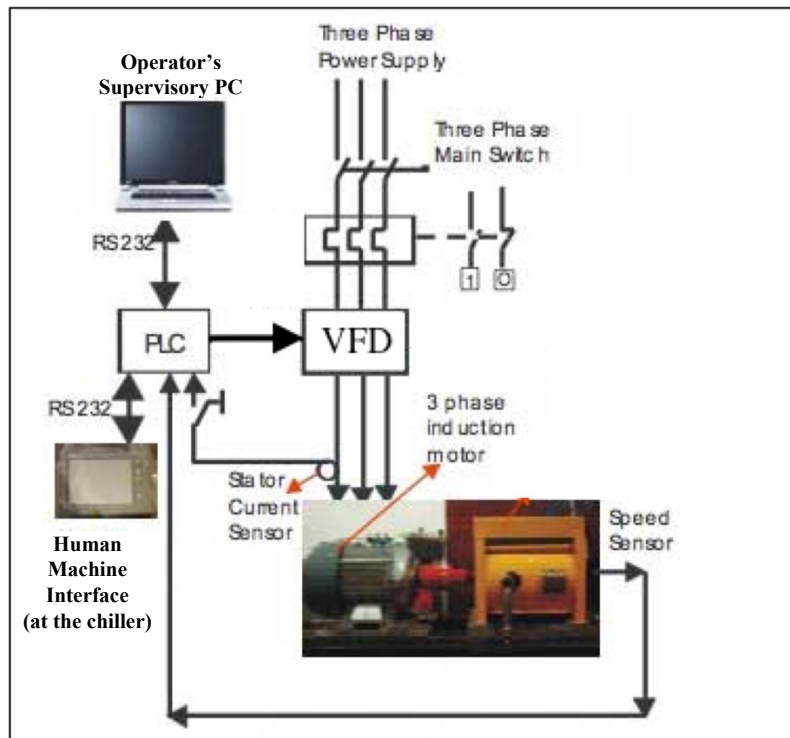 Three Phase
Power Supply
Operator's
Supervisory PC
Three Phase
Main Switch
RS232
1
0
PLC
VFD
RS232
3 phase
induction
motor
Stator
Current
Sensor
Speed
Sensor
Human
Machine
Interface
(at the chiller)